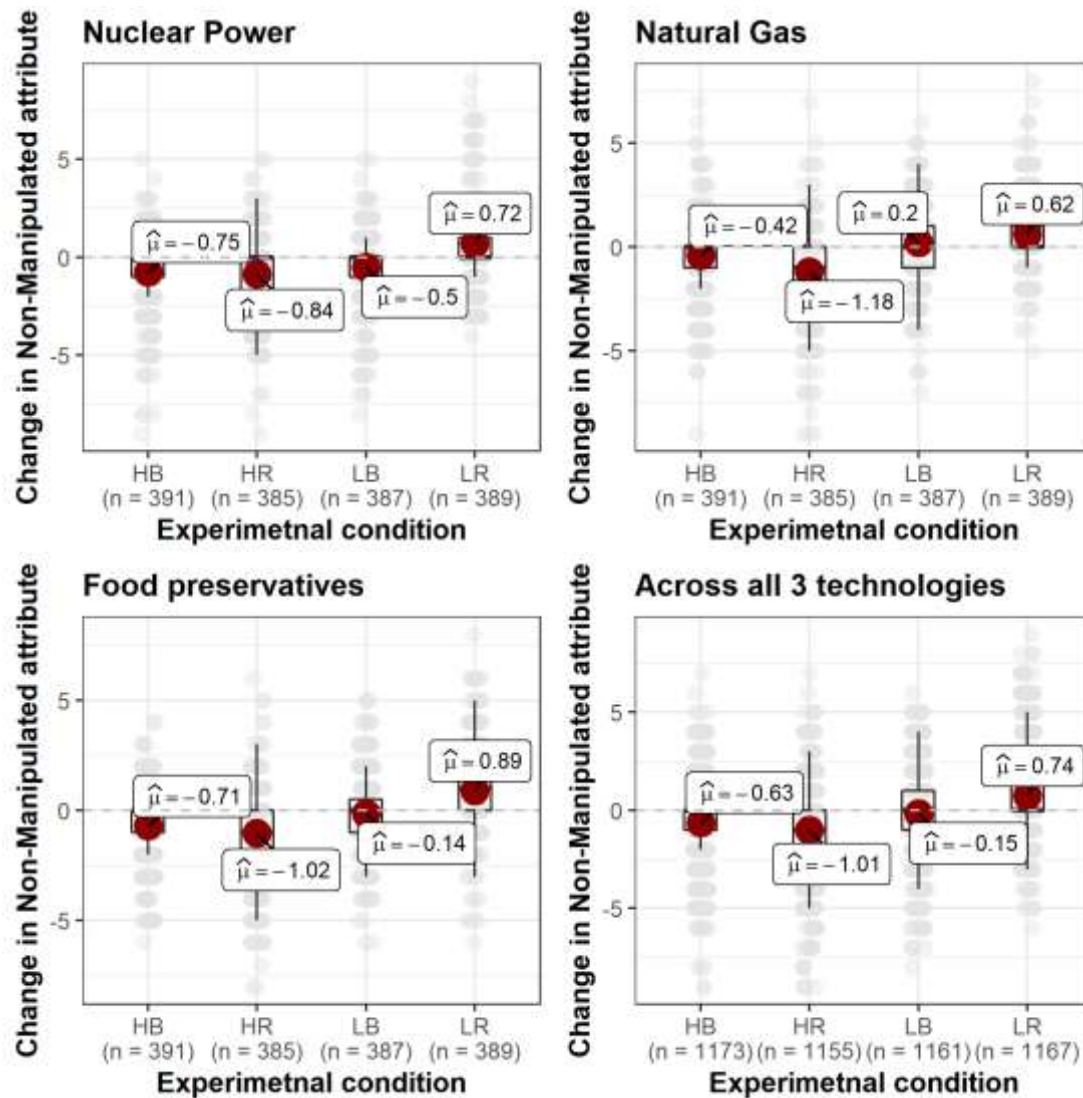 Nuclear Power
Change in Non-Manipulated attribute
5
0
-5
μ̂ = −0.75
μ̂ = −0.84
μ̂ = −0.5
μ̂ = 0.72
HB HR LB LR
(n = 391) (n = 385) (n = 387) (n = 389)
Experimetnal condition
Natural Gas
Change in Non-Manipulated attribute
5
0
-5
μ̂ = −0.42
μ̂ = −1.18
μ̂ = 0.2
μ̂ = 0.62
HB HR LB LR
(n = 391) (n = 385) (n = 387) (n = 389)
Experimetnal condition
Food preservatives
Change in Non-Manipulated attribute
5
0
-5
μ̂ = −0.71
μ̂ = −1.02
μ̂ = −0.14
μ̂ = 0.89
HB HR LB LR
(n = 391) (n = 385) (n = 387) (n = 389)
Experimetnal condition
Across all 3 technologies
Change in Non-Manipulated attribute
5
0
-5
μ̂ = −0.63
μ̂ = −1.01
μ̂ = −0.15
μ̂ = 0.74
HB HR LB LR
(n = 1173) (n = 1155) (n = 1161) (n = 1167)
Experimetnal condition